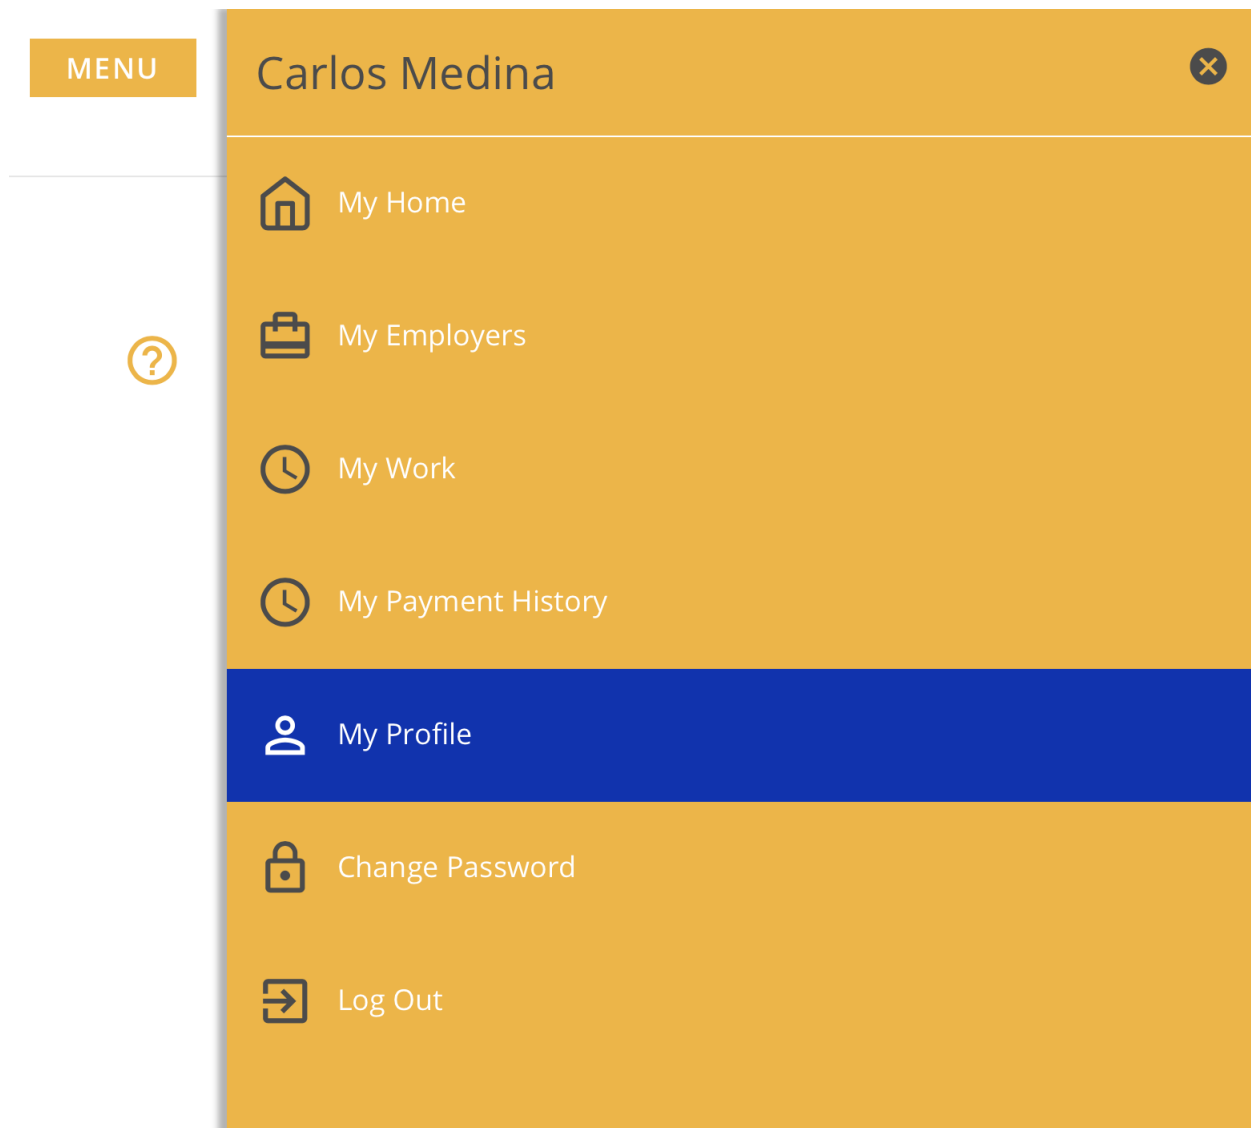 MENU
Carlos Medina
My Home
My Employers
My Work
My Payment History
My Profile
Change Password
Log Out